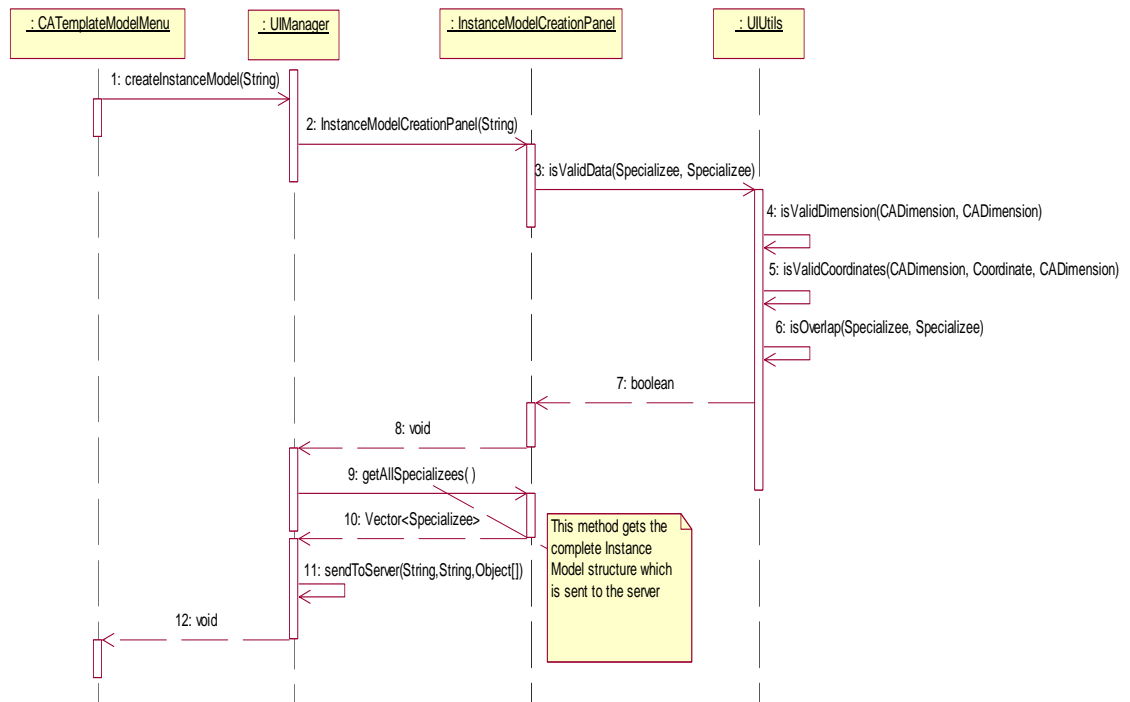 : CATemplateModelMenu
: UIManager
: InstanceModelCreationPanel
: UIUtils
1: createInstanceModel(String)
2: InstanceModelCreationPanel(String)
3: isValidData(Specializee, Specializee)
4: isValidDimension(CADimension, CADimension)
5: isValidCoordinates(CADimension, Coordinate, CADimension)
6: isOverlap(Specializee, Specializee)
7: boolean
8: void
9: getAllSpecializees( )
10: Vector<Specializee>
This method gets the
complete Instance
Model structure which
is sent to the server
11: sendToServer(String,String,Object[])
12: void